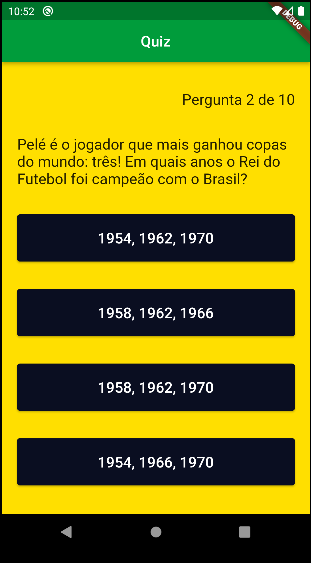 10:52
DEBUG
Quiz
Pergunta 2 de 10
Pelé é o jogador que mais ganhou copas
do mundo: três! Em quais anos o Rei do
Futebol foi campeão com o Brasil?
1954, 1962, 1970
1958, 1962, 1966
1958, 1962, 1970
1954, 1966, 1970